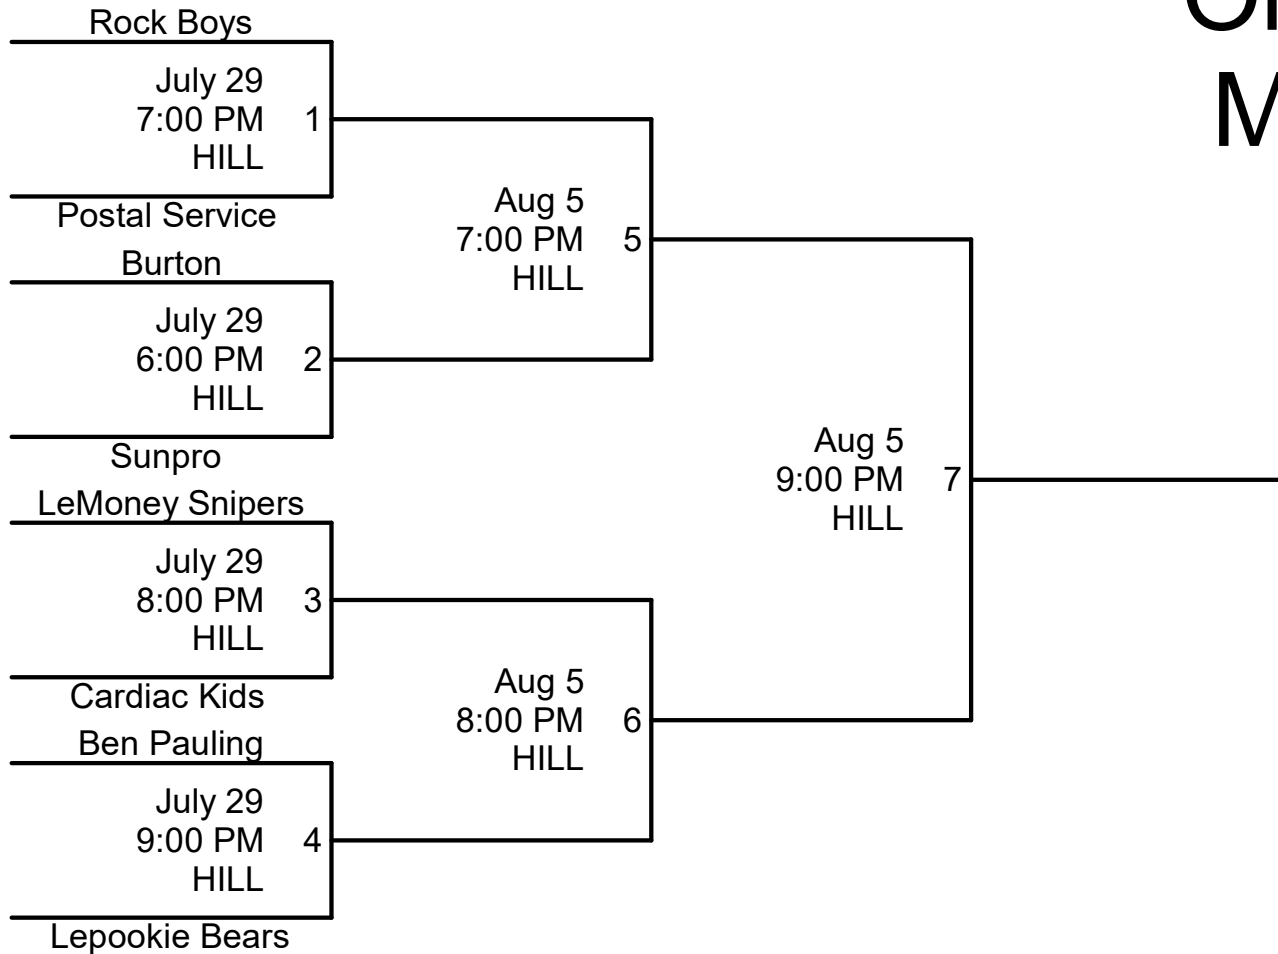 Rock Boys
July 29
7:00 PM 1
HILL
Postal Service
Burton
July 29
6:00 PM 2
HILL
Sunpro
LeMoney Snipers
July 29
8:00 PM 3
HILL
Cardiac Kids
Ben Pauling
July 29
9:00 PM 4
HILL
Lepookie Bears
Aug 5
7:00 PM 5
HILL
Aug 5
8:00 PM 6
HILL
Aug 5
9:00 PM 7
HILL